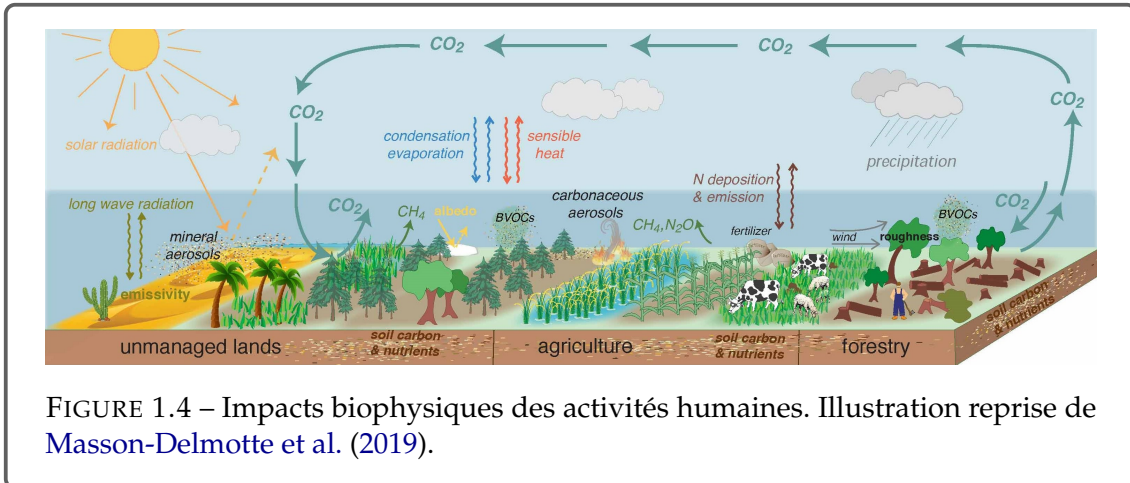 CO₂
CO₂
CO₂
CO₂
solar radiation
condensation
evaporation
sensible
heat
precipitation
long wave radiation
mineral
aerosols
emissivity
CO₂
CH₄
albedo
BVOCs
carbonaceous
aerosols
CH₄,N₂O
N deposition
& emission
fertilizer
wind
roughness
BVOCs
CO₂
unmanaged lands
soil carbon
& nutrients
agriculture
soil carbon
& nutrients
forestry
soil carbon
& nutrients
FIGURE 1.4 – Impacts biophysiques des activités humaines. Illustration reprise de
Masson-Delmotte et al. (2019).